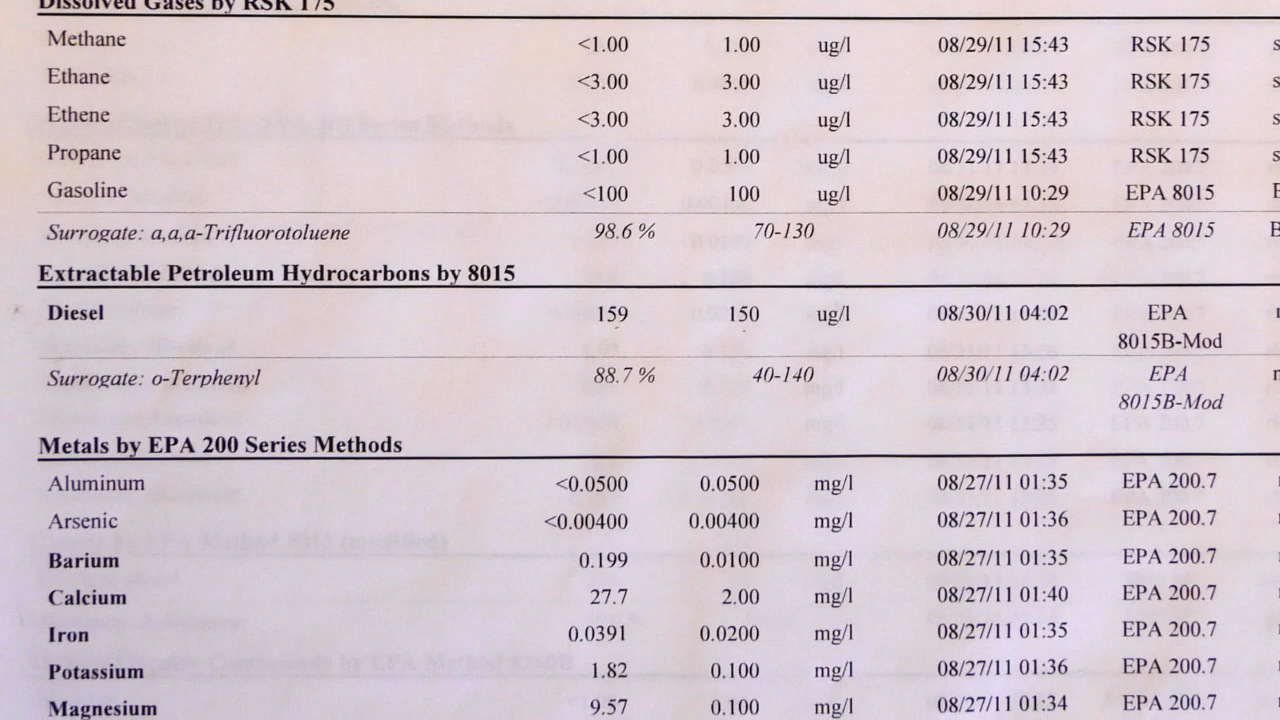 Dissolved Gases by RSK 175
Methane <1.00 1.00 ug/l 08/29/11 15:43 RSK 175
Ethane <3.00 3.00 ug/l 08/29/11 15:43 RSK 175
Ethene <3.00 3.00 ug/l 08/29/11 15:43 RSK 175
Propane <1.00 1.00 ug/l 08/29/11 15:43 RSK 175
Gasoline <100 100 ug/l 08/29/11 10:29 EPA 8015
Surrogate: a,a,a-Trifluorotoluene 98.6 % 70-130 08/29/11 10:29 EPA 8015
Extractable Petroleum Hydrocarbons by 8015
Diesel 159 150 ug/l 08/30/11 04:02 EPA
8015B-Mod
Surrogate: o-Terphenyl 88.7 % 40-140 08/30/11 04:02 EPA
8015B-Mod
Metals by EPA 200 Series Methods
Aluminum <0.0500 0.0500 mg/l 08/27/11 01:35 EPA 200.7
Arsenic <0.00400 0.00400 mg/l 08/27/11 01:36 EPA 200.7
Barium 0.199 0.0100 mg/l 08/27/11 01:35 EPA 200.7
Calcium 27.7 2.00 mg/l 08/27/11 01:40 EPA 200.7
Iron 0.0391 0.0200 mg/l 08/27/11 01:35 EPA 200.7
Potassium 1.82 0.100 mg/l 08/27/11 01:36 EPA 200.7
Magnesium 9.57 0.100 mg/l 08/27/11 01:34 EPA 200.7